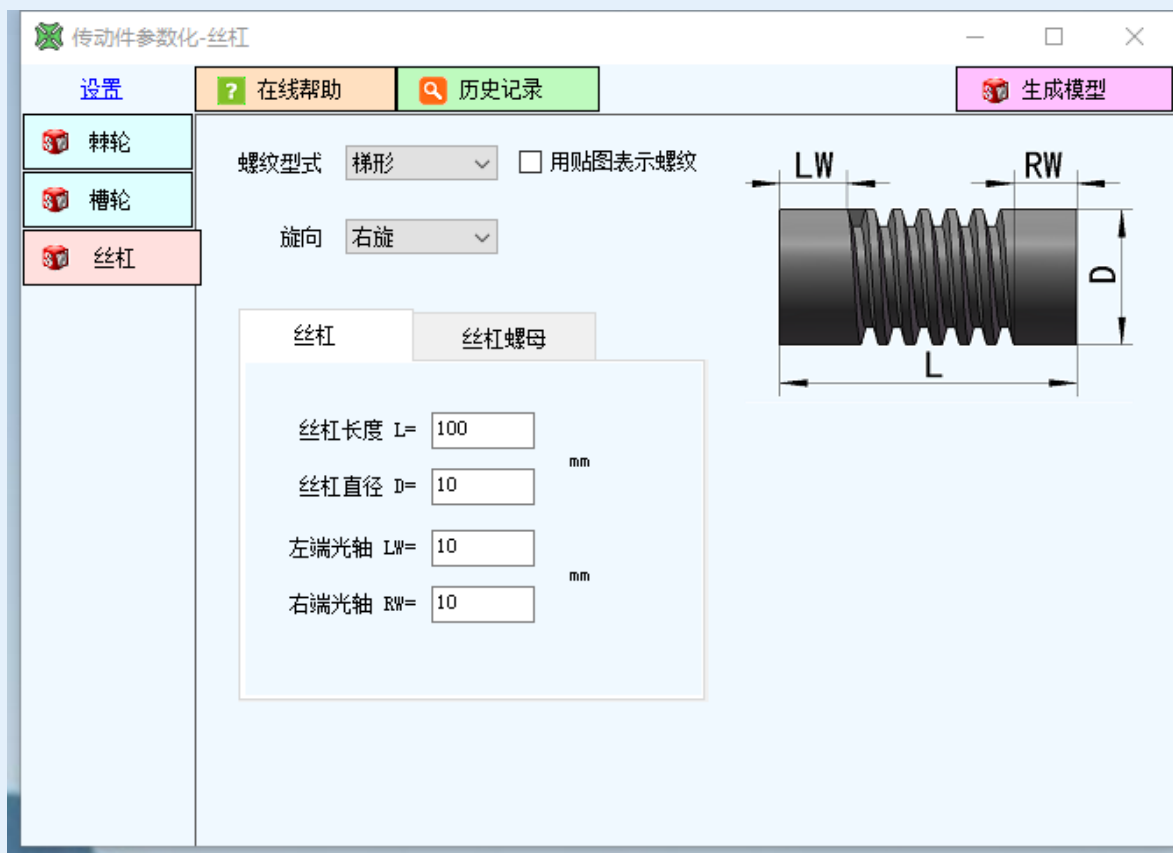 传动件参数化-丝杠
设置
在线帮助
历史记录
生成模型
棘轮
槽轮
丝杠
螺纹型式
梯形
用贴图表示螺纹
旋向
右旋
LW
RW
D
L
丝杠
丝杠螺母
丝杠长度 L=
100
mm
丝杠直径 D=
10
左端光轴 LW=
10
mm
右端光轴 RW=
10